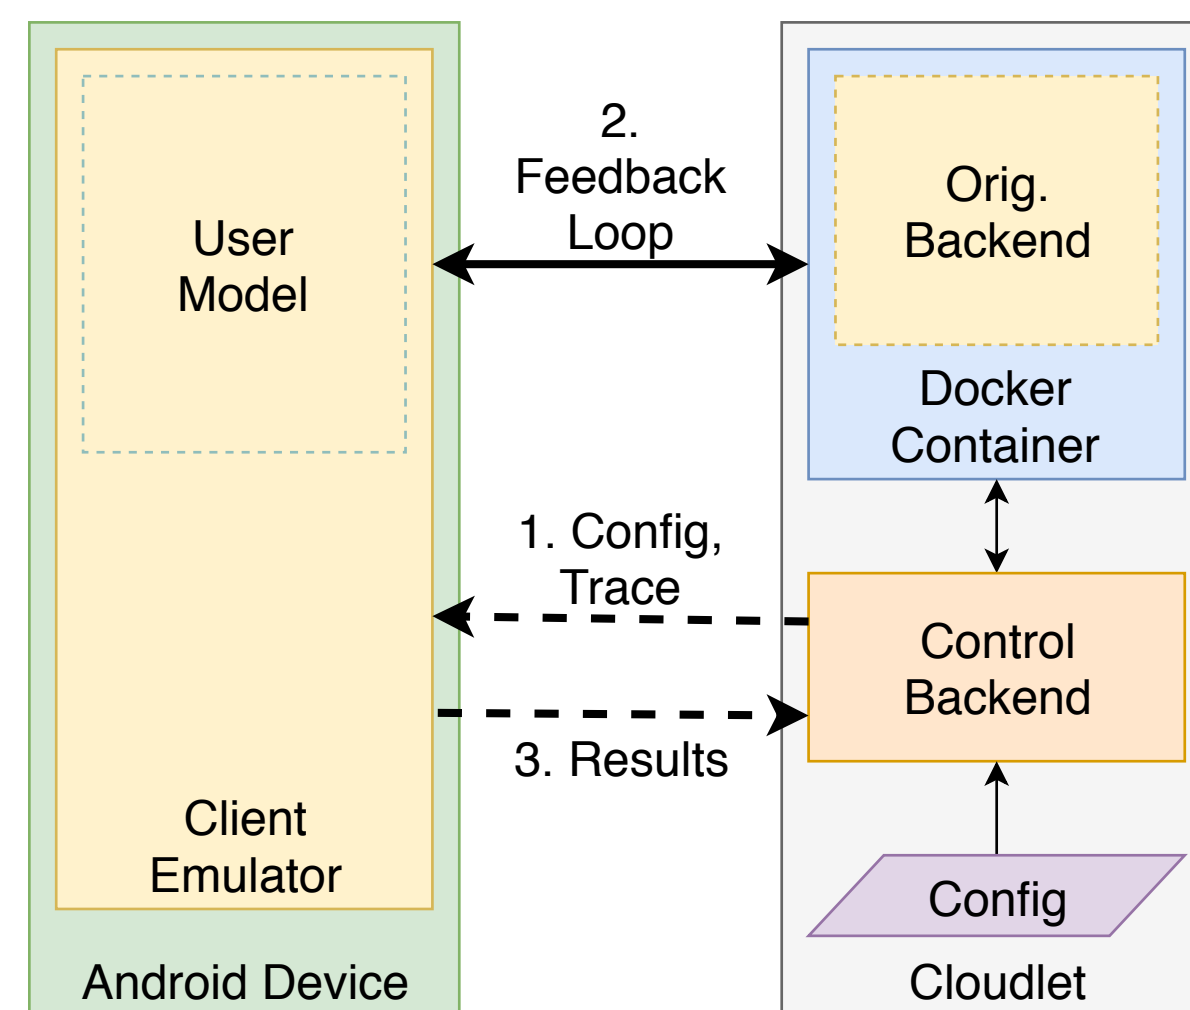 User
Model
Client
Emulator
Android Device
2.
Feedback
Loop
1. Config,
Trace
3. Results
Orig.
Backend
Docker
Container
Control
Backend
Config
Cloudlet